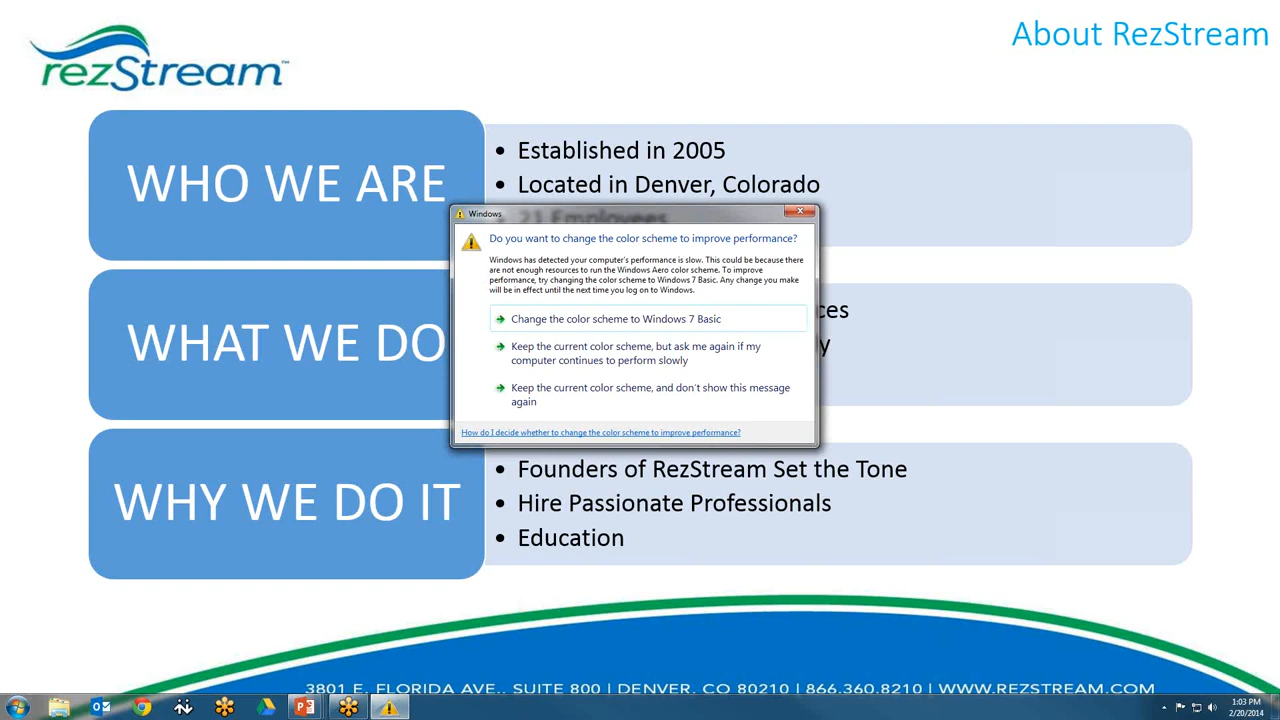 About RezStream
rezStream™
WHO WE ARE
• Established in 2005
• Located in Denver, Colorado
• 21 Employees
Windows
Do you want to change the color scheme to improve performance?
Windows has detected your computer's performance is slow. This could be because there
are not enough resources to run the Windows Aero color scheme. To improve
performance, try changing the color scheme to Windows 7 Basic. Any change you make
will be in effect until the next time you log on to Windows.
Change the color scheme to Windows 7 Basic
Keep the current color scheme, but ask me again if my
computer continues to perform slowly
Keep the current color scheme, and don't show this message
again
How do I decide whether to change the color scheme to improve performance?
WHAT WE DO
WHY WE DO IT
• Founders of RezStream Set the Tone
• Hire Passionate Professionals
• Education
3801 E. FLORIDA AVE., SUITE 800 | DENVER, CO 80210 | 866.360.8210 | WWW.REZSTREAM.COM
1:03 PM
2/20/2014